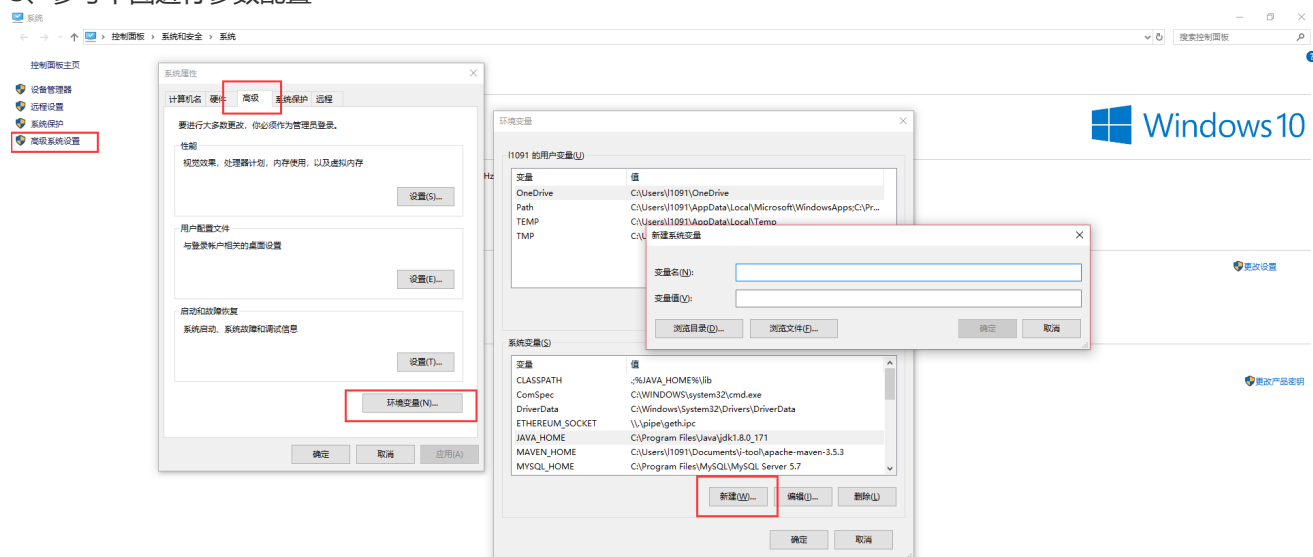 系统
控制面板 › 系统和安全 › 系统
搜索控制面板
控制面板主页
设备管理器
远程设置
系统保护
高级系统设置
系统属性
计算机名 硬件 高级 系统保护 远程
要进行大多数更改，你必须作为管理员登录。
性能
视觉效果，处理器计划，内存使用，以及虚拟内存
设置(S)...
用户配置文件
与登录帐户相关的桌面设置
设置(E)...
启动和故障恢复
系统启动、系统故障和调试信息
设置(T)...
环境变量(N)...
确定 取消 应用(A)
Hz
环境变量
l1091 的用户变量(U)
变量 值
OneDrive C:\Users\l1091\OneDrive
Path C:\Users\l1091\AppData\Local\Microsoft\WindowsApps;C:\Pr...
TEMP C:\Users\l1091\AppData\Local\Temp
TMP C:\U
新建系统变量
变量名(N):
变量值(V):
浏览目录(D)... 浏览文件(F)... 确定 取消
系统变量(S)
变量 值
CLASSPATH .;%JAVA_HOME%\lib
ComSpec C:\WINDOWS\system32\cmd.exe
DriverData C:\Windows\System32\Drivers\DriverData
ETHEREUM_SOCKET \\.\pipe\geth.ipc
JAVA_HOME C:\Program Files\Java\jdk1.8.0_171
MAVEN_HOME C:\Users\l1091\Documents\i-tool\apache-maven-3.5.3
MYSQL_HOME C:\Program Files\MySQL\MySQL Server 5.7
新建(W)... 编辑(I)... 删除(L)
确定 取消
Windows 10
更改设置
更改产品密钥